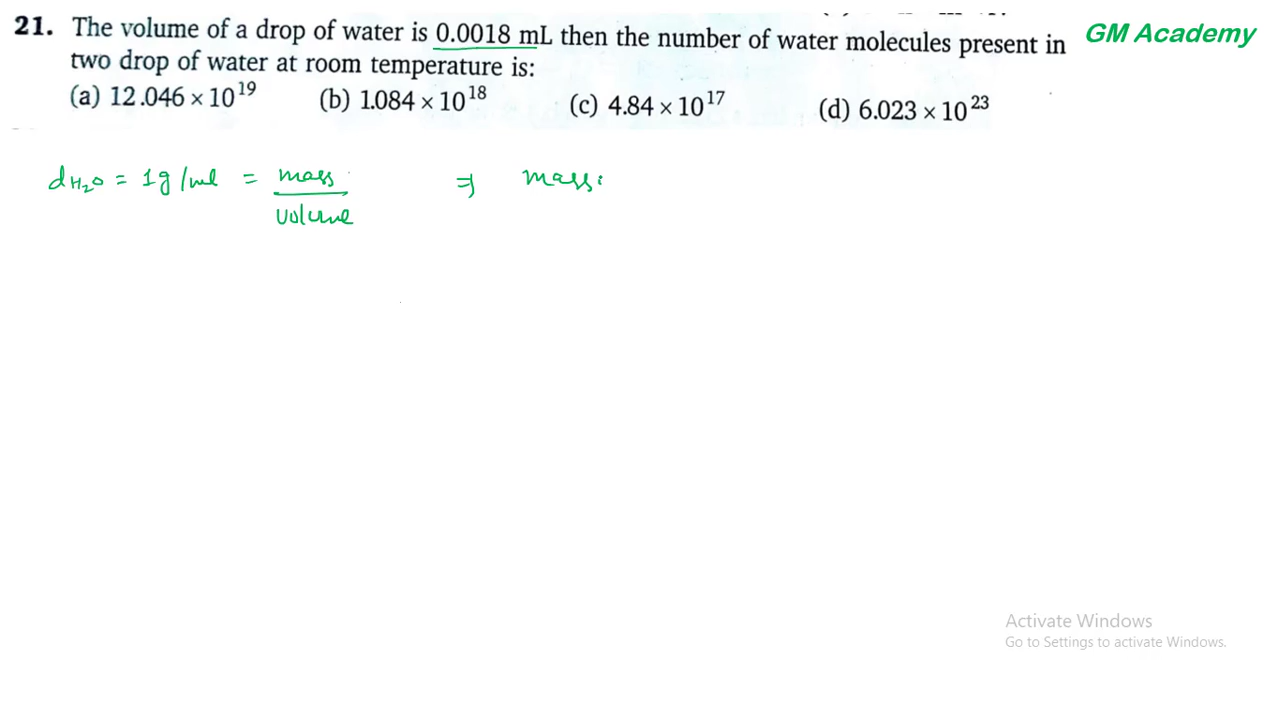 GM Academy
21. The volume of a drop of water is 0.0018 mL then the number of water molecules present in
two drop of water at room temperature is:
(a) 12.046 × 10^19 (b) 1.084 × 10^18 (c) 4.84 × 10^17 (d) 6.023 × 10^23
dH₂O = 1g/ml = mass/volume ⇒ mass
Activate Windows
Go to Settings to activate Windows.